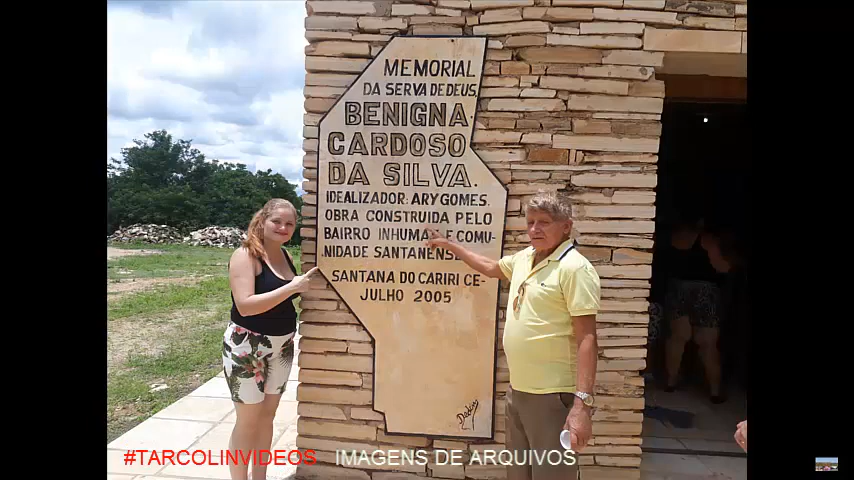 MEMORIAL
DA SERVA DE DEUS
BENIGNA
CARDOSO
DA SILVA.
IDEALIZADOR: ARY GOMES.
OBRA CONSTRUIDA PELO
BAIRRO INHUMAS E COMU-
NIDADE SANTANENSE
SANTANA DO CARIRI CE-
JULHO 2005
#TARCOLINVIDEOS IMAGENS DE ARQUIVOS